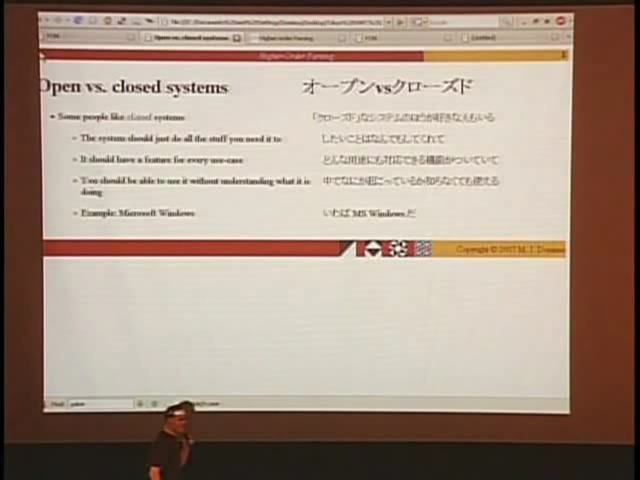 Higher-Order Parsing
Open vs. closed systems
オープンvsクローズド
Some people like closed systems
「クローズド」なシステムのほうが好きな人もいる
The system should just do all the stuff you need it to
したいことはなんでもしてくれて
It should have a feature for every use-case
どんな用途にも対応できる機能がついていて
You should be able to use it without understanding what it is
doing
中でなにが起こっているか知らなくても使える
Example: Microsoft Windows
いわば MS Windows だ
Copyright © 2007 M. J. Dominus